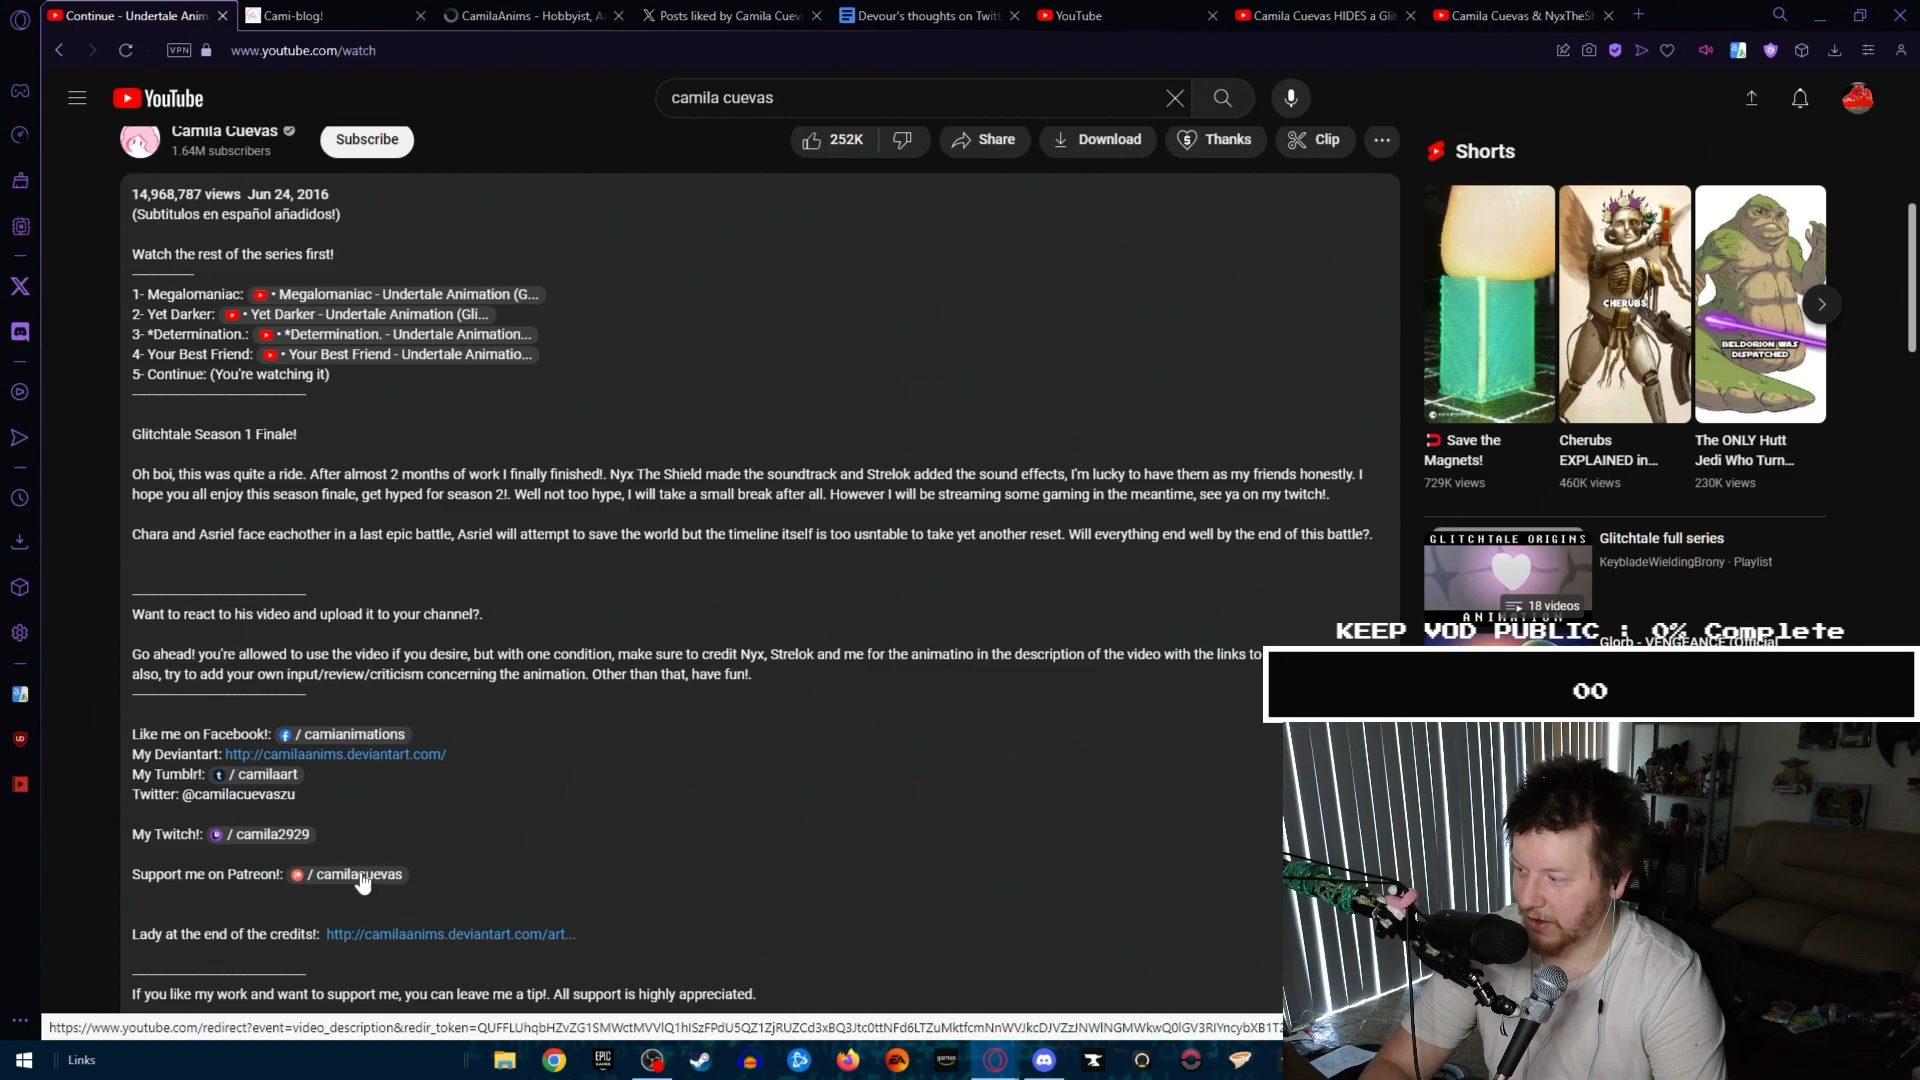 Continue - Undertale Anim
Cami-blog!
CamilaAnims - Hobbyist, A
Posts liked by Camila Cuev
Devour's thoughts on Twitt
YouTube
Camila Cuevas HIDES a Gli
Camila Cuevas & NyxTheSh
VPN
www.youtube.com/watch
YouTube
camila cuevas
Camila Cuevas
1.64M subscribers
Subscribe
252K
Share
Download
Thanks
Clip
Shorts
14,968,787 views Jun 24, 2016
(Subtitulos en español añadidos!)
Watch the rest of the series first!
1- Megalomaniac: • Megalomaniac - Undertale Animation (G...
2- Yet Darker: • Yet Darker - Undertale Animation (Gli...
3- *Determination.: • *Determination. - Undertale Animation...
4- Your Best Friend: • Your Best Friend - Undertale Animatio...
5- Continue: (You're watching it)
Glitchtale Season 1 Finale!
Oh boi, this was quite a ride. After almost 2 months of work I finally finished!. Nyx The Shield made the soundtrack and Strelok added the sound effects, I'm lucky to have them as my friends honestly. I
hope you all enjoy this season finale, get hyped for season 2!. Well not too hype, I will take a small break after all. However I will be streaming some gaming in the meantime, see ya on my twitch!.
Chara and Asriel face eachother in a last epic battle, Asriel will attempt to save the world but the timeline itself is too usntable to take yet another reset. Will everything end well by the end of this battle?.
Want to react to his video and upload it to your channel?.
Go ahead! you're allowed to use the video if you desire, but with one condition, make sure to credit Nyx, Strelok and me for the animatino in the description of the video with the links to
also, try to add your own input/review/criticism concerning the animation. Other than that, have fun!.
Like me on Facebook!: / camianimations
My Deviantart: http://camilaanims.deviantart.com/
My Tumblr!: / camilaart
Twitter: @camilacuevaszu
My Twitch!: / camila2929
Support me on Patreon!: / camilacuevas
Lady at the end of the credits!: http://camilaanims.deviantart.com/art...
If you like my work and want to support me, you can leave me a tip!. All support is highly appreciated.
CHERUBS
BELDORION WAS
DISPATCHED
Save the
Magnets!
729K views
Cherubs
EXPLAINED in...
460K views
The ONLY Hutt
Jedi Who Turn...
230K views
GLITCHTALE ORIGINS
ANIMATION
18 videos
Glitchtale full series
KeybladeWieldingBrony · Playlist
Glorb - VENGEANCE (Official
KEEP VOD PUBLIC : 0% Complete
00
Links
EPIC
GAMES
EA
games
UD